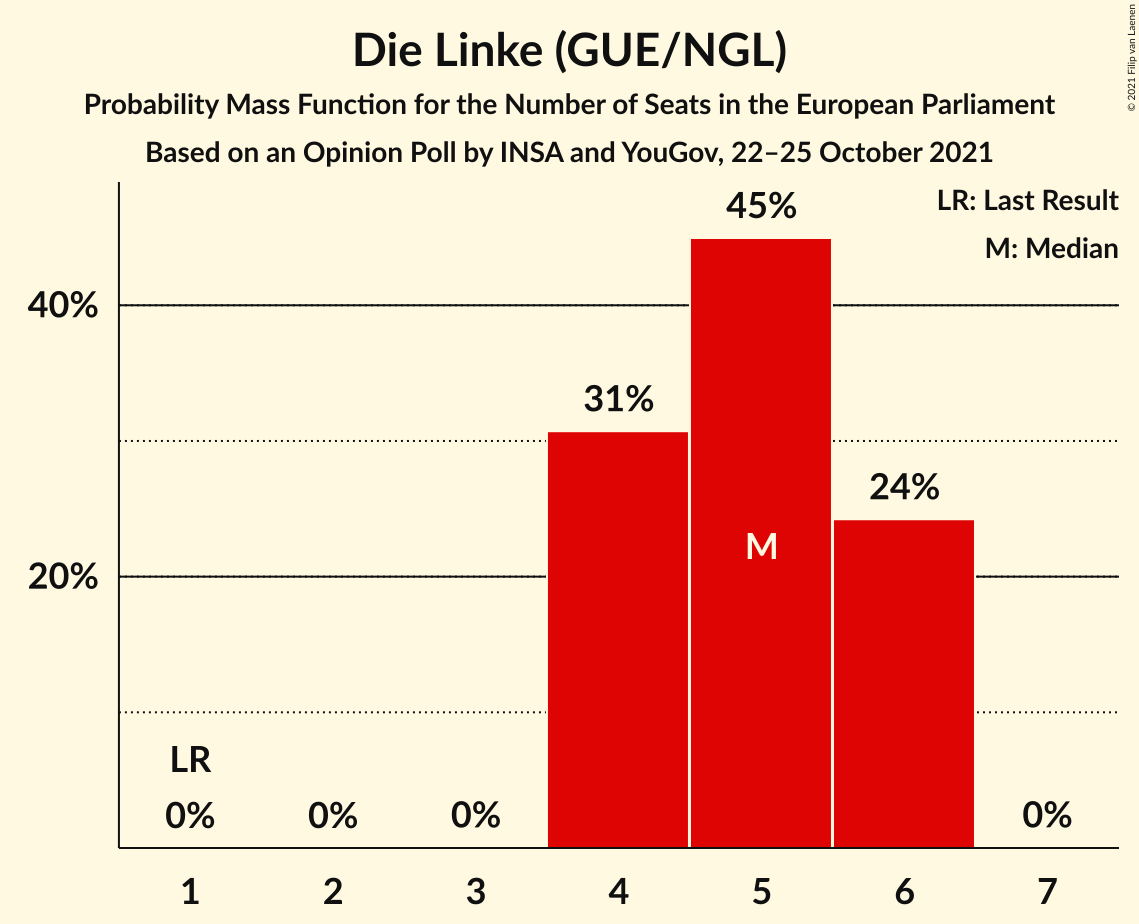 Die Linke (GUE/NGL)
Probability Mass Function for the Number of Seats in the European Parliament
Based on an Opinion Poll by INSA and YouGov, 22–25 October 2021
© 2021 Filip van Laenen
LR: Last Result
M: Median
40%
20%
LR
0%
0%
0%
31%
45%
M
24%
0%
1
2
3
4
5
6
7